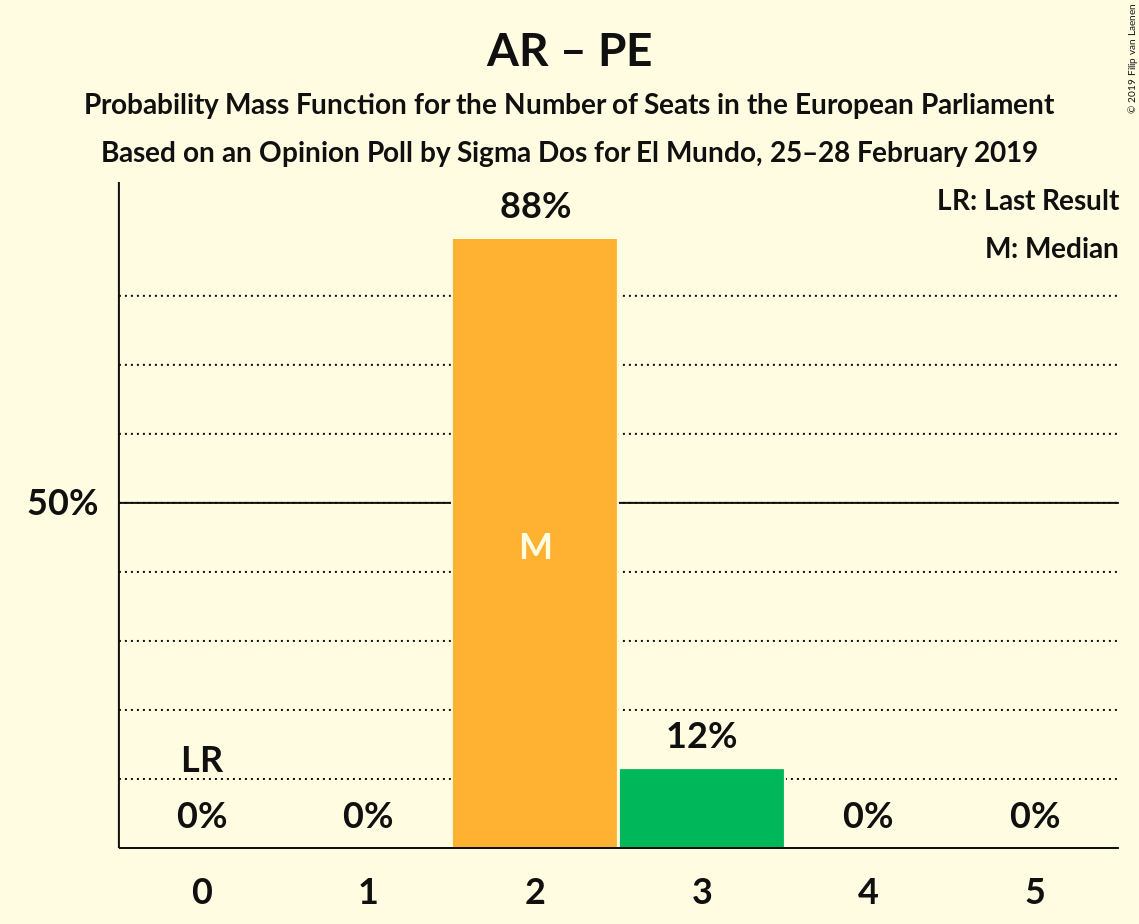 AR – PE
Probability Mass Function for the Number of Seats in the European Parliament
Based on an Opinion Poll by Sigma Dos for El Mundo, 25–28 February 2019
© 2019 Filip van Laenen
LR: Last Result
M: Median
88%
50%
M
12%
LR
0% 0% 0% 0%
0 1 2 3 4 5